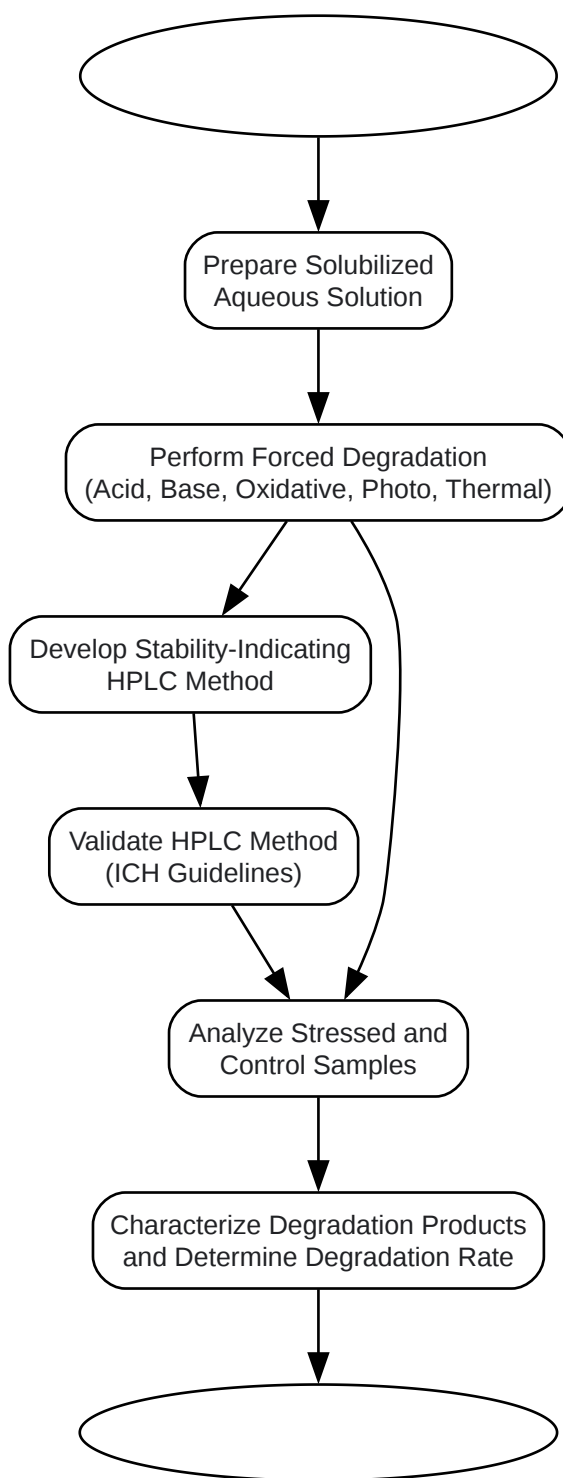 Prepare Solubilized
Aqueous Solution
Perform Forced Degradation
(Acid, Base, Oxidative, Photo, Thermal)
Develop Stability-Indicating
HPLC Method
Validate HPLC Method
(ICH Guidelines)
Analyze Stressed and
Control Samples
Characterize Degradation Products
and Determine Degradation Rate